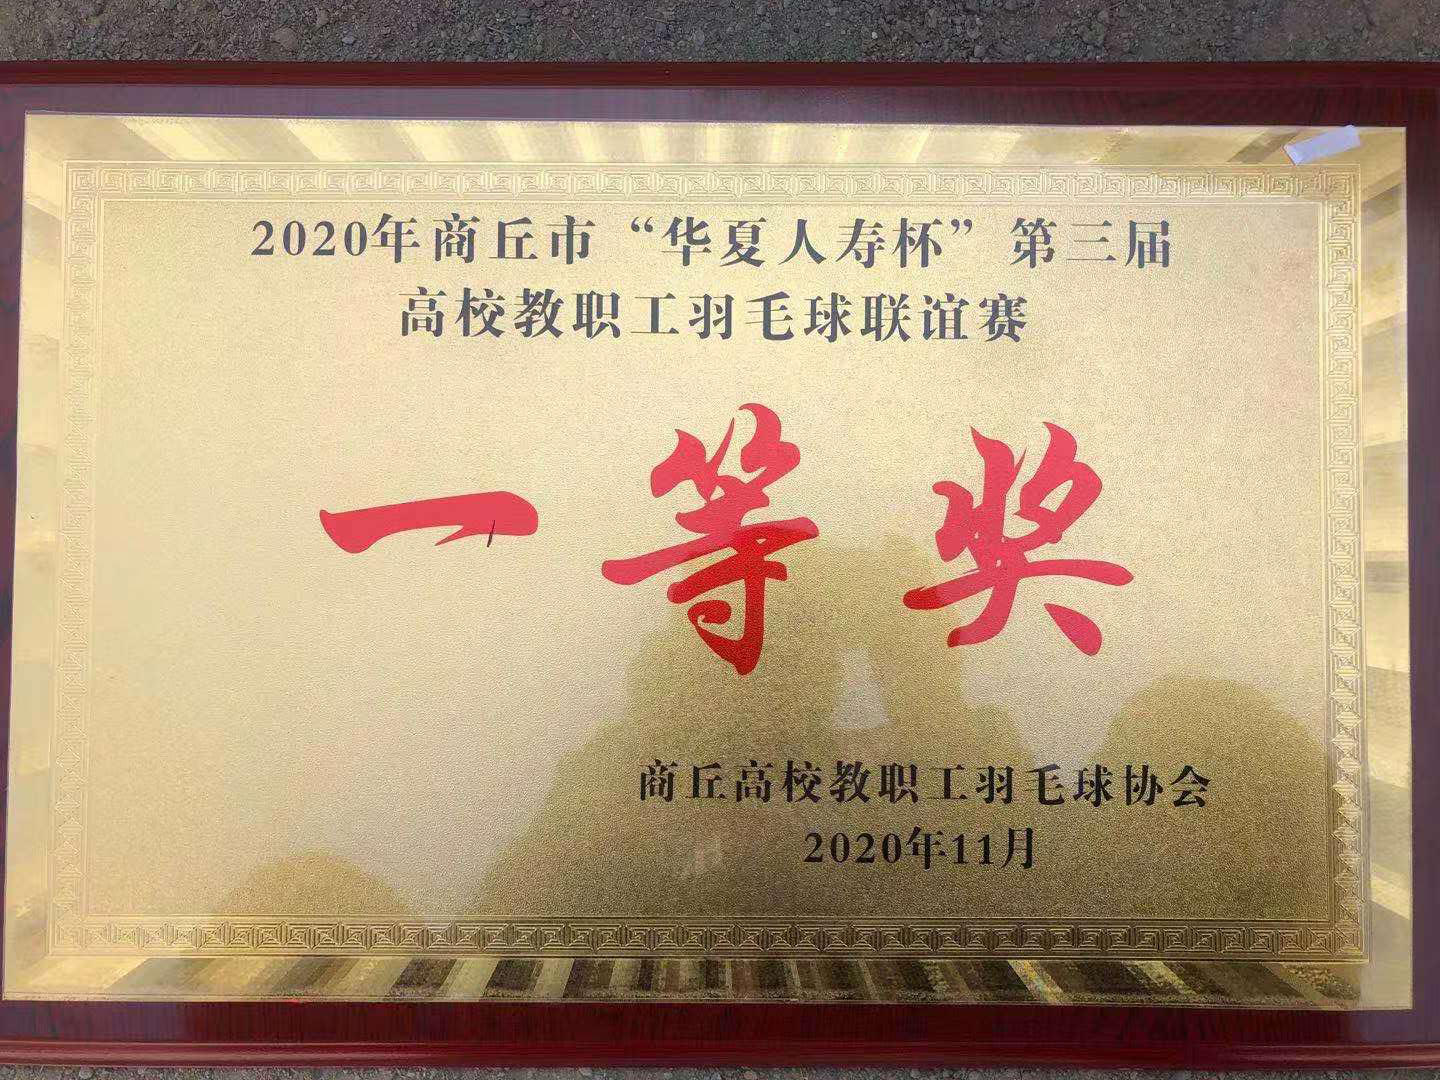 2020年商丘市“华夏人寿杯”第三届
高校教职工羽毛球联谊赛
一等奖
商丘高校教职工羽毛球协会
2020年11月